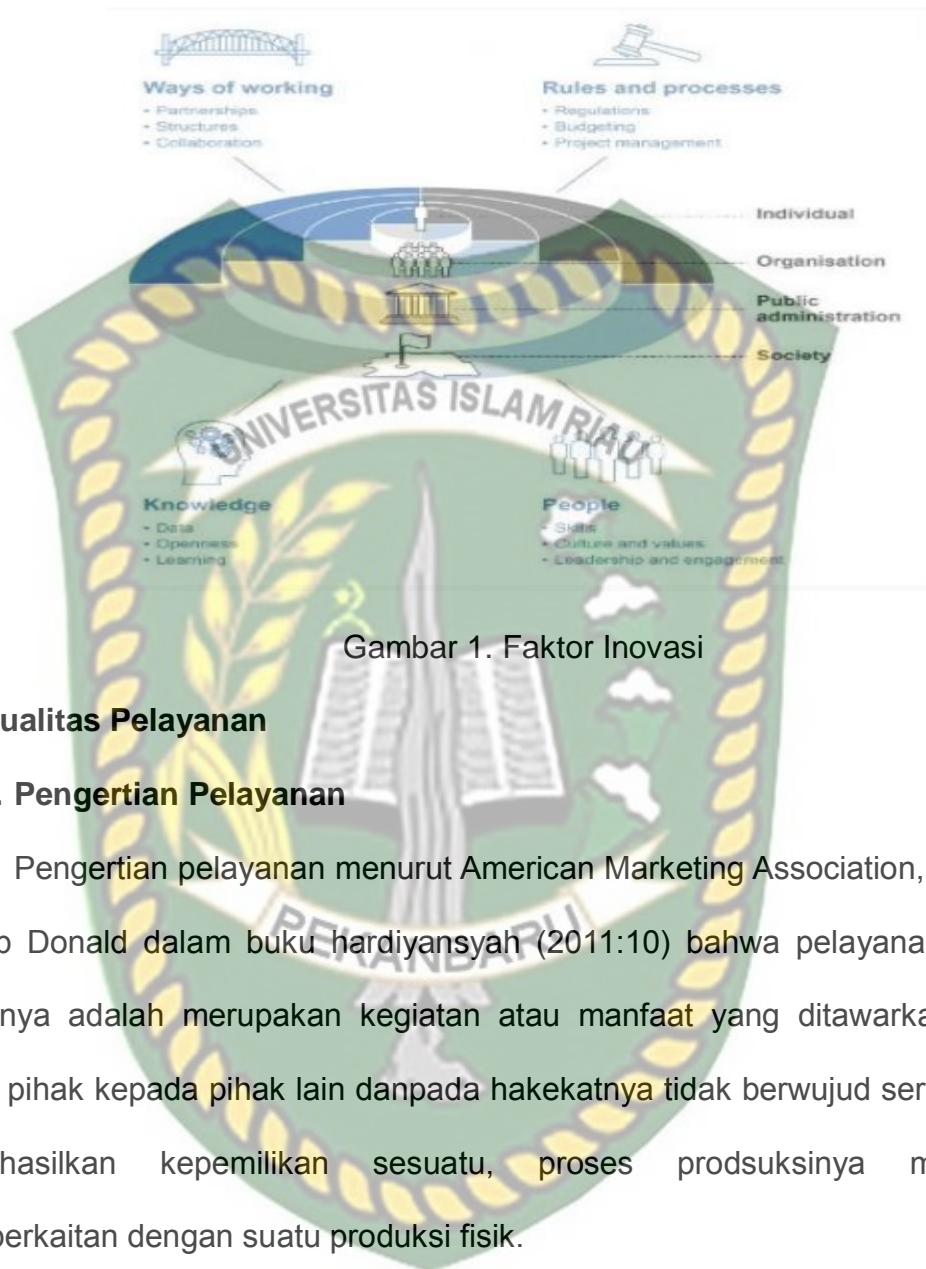 Ways of working
- Partnerships
- Structures
- Collaboration
Rules and processes
- Regulations
- Budgeting
- Project management
Individual
Organisation
Public
administration
Society
UNIVERSITAS ISLAM RIAU
Knowledge
- Data
- Openness
- Learning
People
- Skills
- Culture and values
- Leadership and engagement
Gambar 1. Faktor Inovasi
ualitas Pelayanan
. Pengertian Pelayanan
Pengertian pelayanan menurut American Marketing Association,
p Donald dalam buku hardiyansyah (2011:10) bahwa pelayana
nya adalah merupakan kegiatan atau manfaat yang ditawarka
pihak kepada pihak lain danpada hakekatnya tidak berwujud ser
hasilkan kepemilikan sesuatu, proses prodsuksinya m
perkaitan dengan suatu produksi fisik.
PEKANBARU